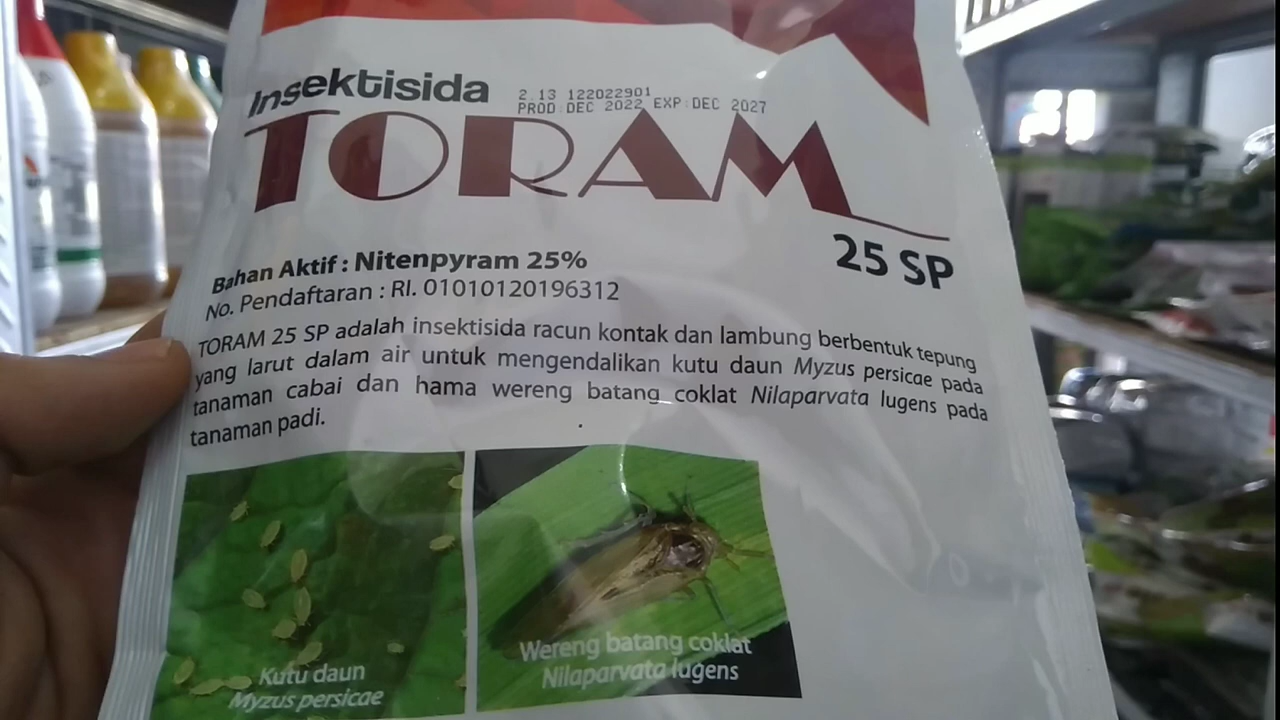 Insektisida
2 13 122022901
PROD DEC 2022 EXP DEC 2027
TORAM
25 SP
Bahan Aktif : Nitenpyram 25%
No. Pendaftaran : RI. 01010120196312
TORAM 25 SP adalah insektisida racun kontak dan lambung berbentuk tepung
yang larut dalam air untuk mengendalikan kutu daun Myzus persicae pada
tanaman cabai dan hama wereng batang coklat Nilaparvata lugens pada
tanaman padi.
Kutu daun
Myzus persicae
Wereng batang coklat
Nilaparvata lugens